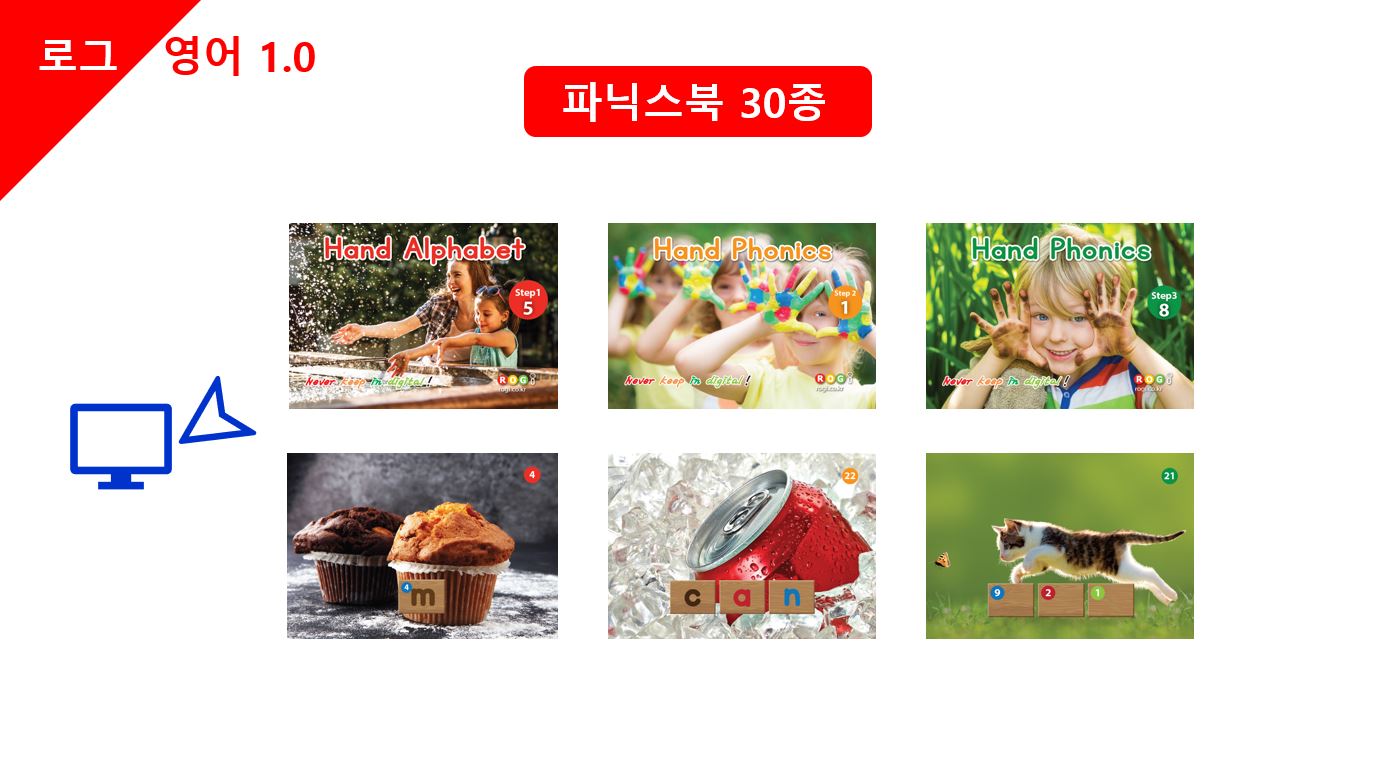 로그 영어 1.0
파닉스북 30종
Hand Alphabet
Step1
5
Never keep in digital!
ROGi
rogi.co.kr
Hand Phonics
Step 2
1
Never keep in digital!
ROGi
rogi.co.kr
Hand Phonics
Step3
8
Never keep in digital!
ROGi
rogi.co.kr
4
4
m
22
c a n
21
9 2 1